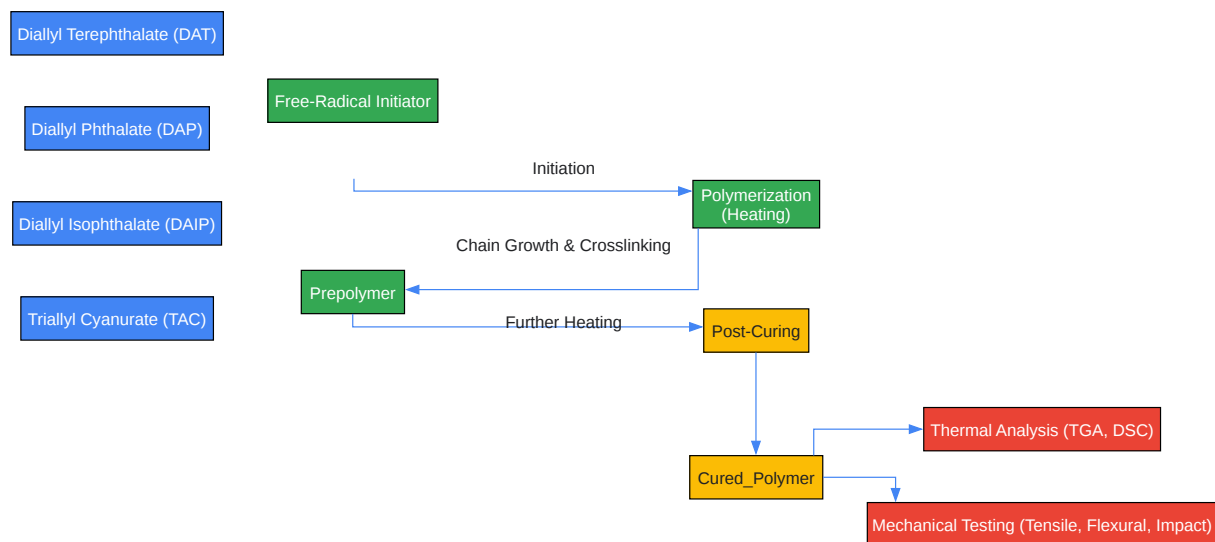 Diallyl Terephthalate (DAT)
Free-Radical Initiator
Diallyl Phthalate (DAP)
Initiation
Polymerization
(Heating)
Diallyl Isophthalate (DAIP)
Chain Growth & Crosslinking
Prepolymer
Triallyl Cyanurate (TAC)
Further Heating
Post-Curing
Thermal Analysis (TGA, DSC)
Cured_Polymer
Mechanical Testing (Tensile, Flexural, Impact)